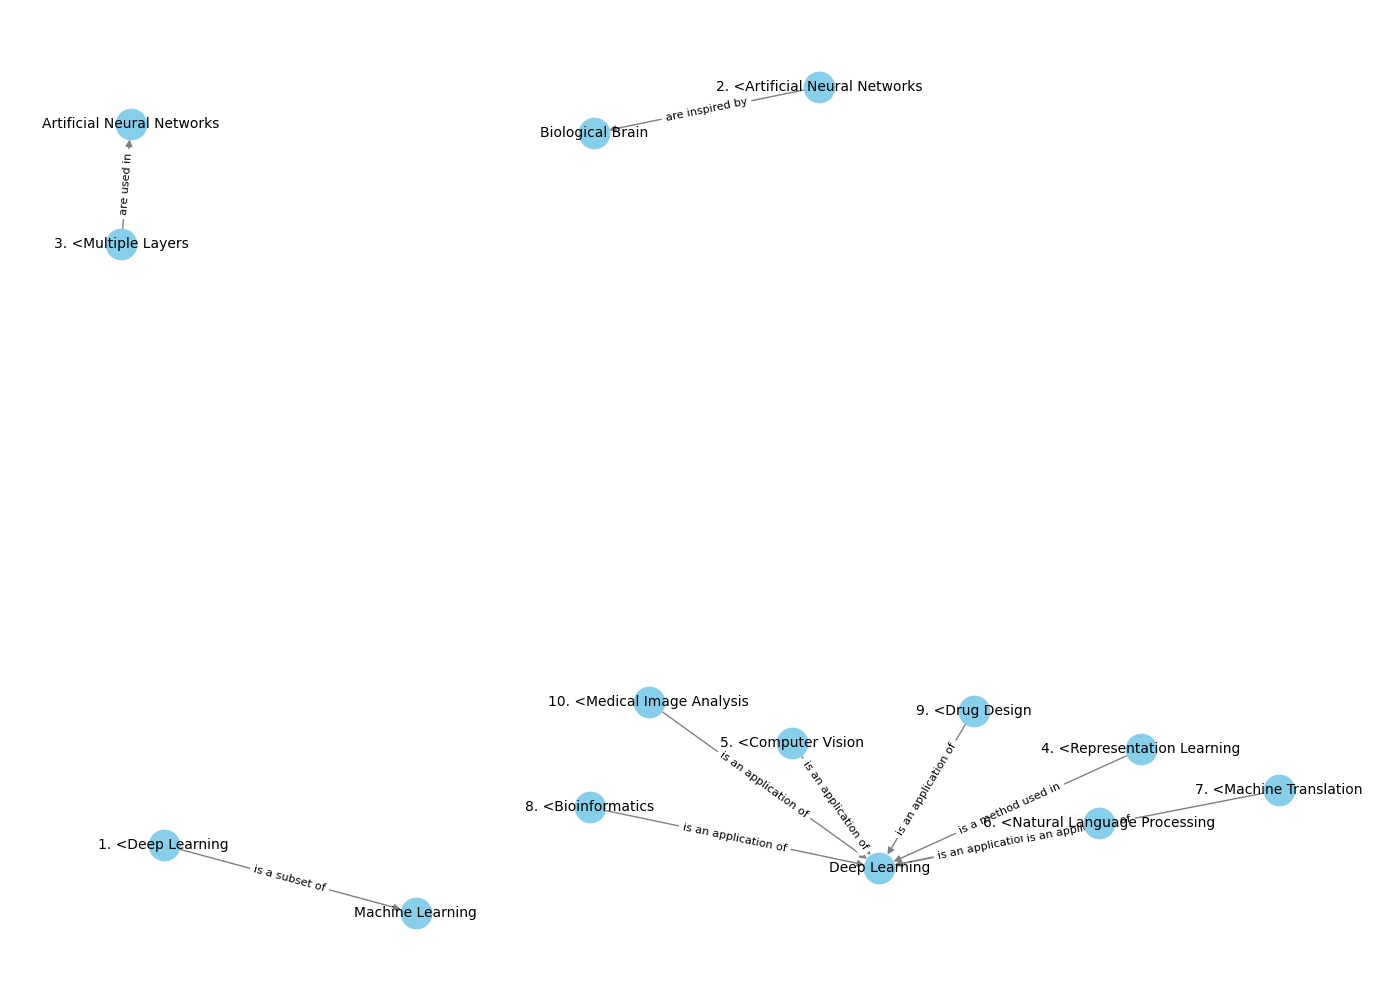 2. <Artificial Neural Networks
are inspired by
Biological Brain
Artificial Neural Networks
are used in
3. <Multiple Layers
10. <Medical Image Analysis
9. <Drug Design
5. <Computer Vision
4. <Representation Learning
is an application of
is an application of
is an application of
7. <Machine Translation
is a method used in
8. <Bioinformatics
6. <Natural Language Processing
is an application of
is an application
is an application of
Deep Learning
1. <Deep Learning
is a subset of
Machine Learning